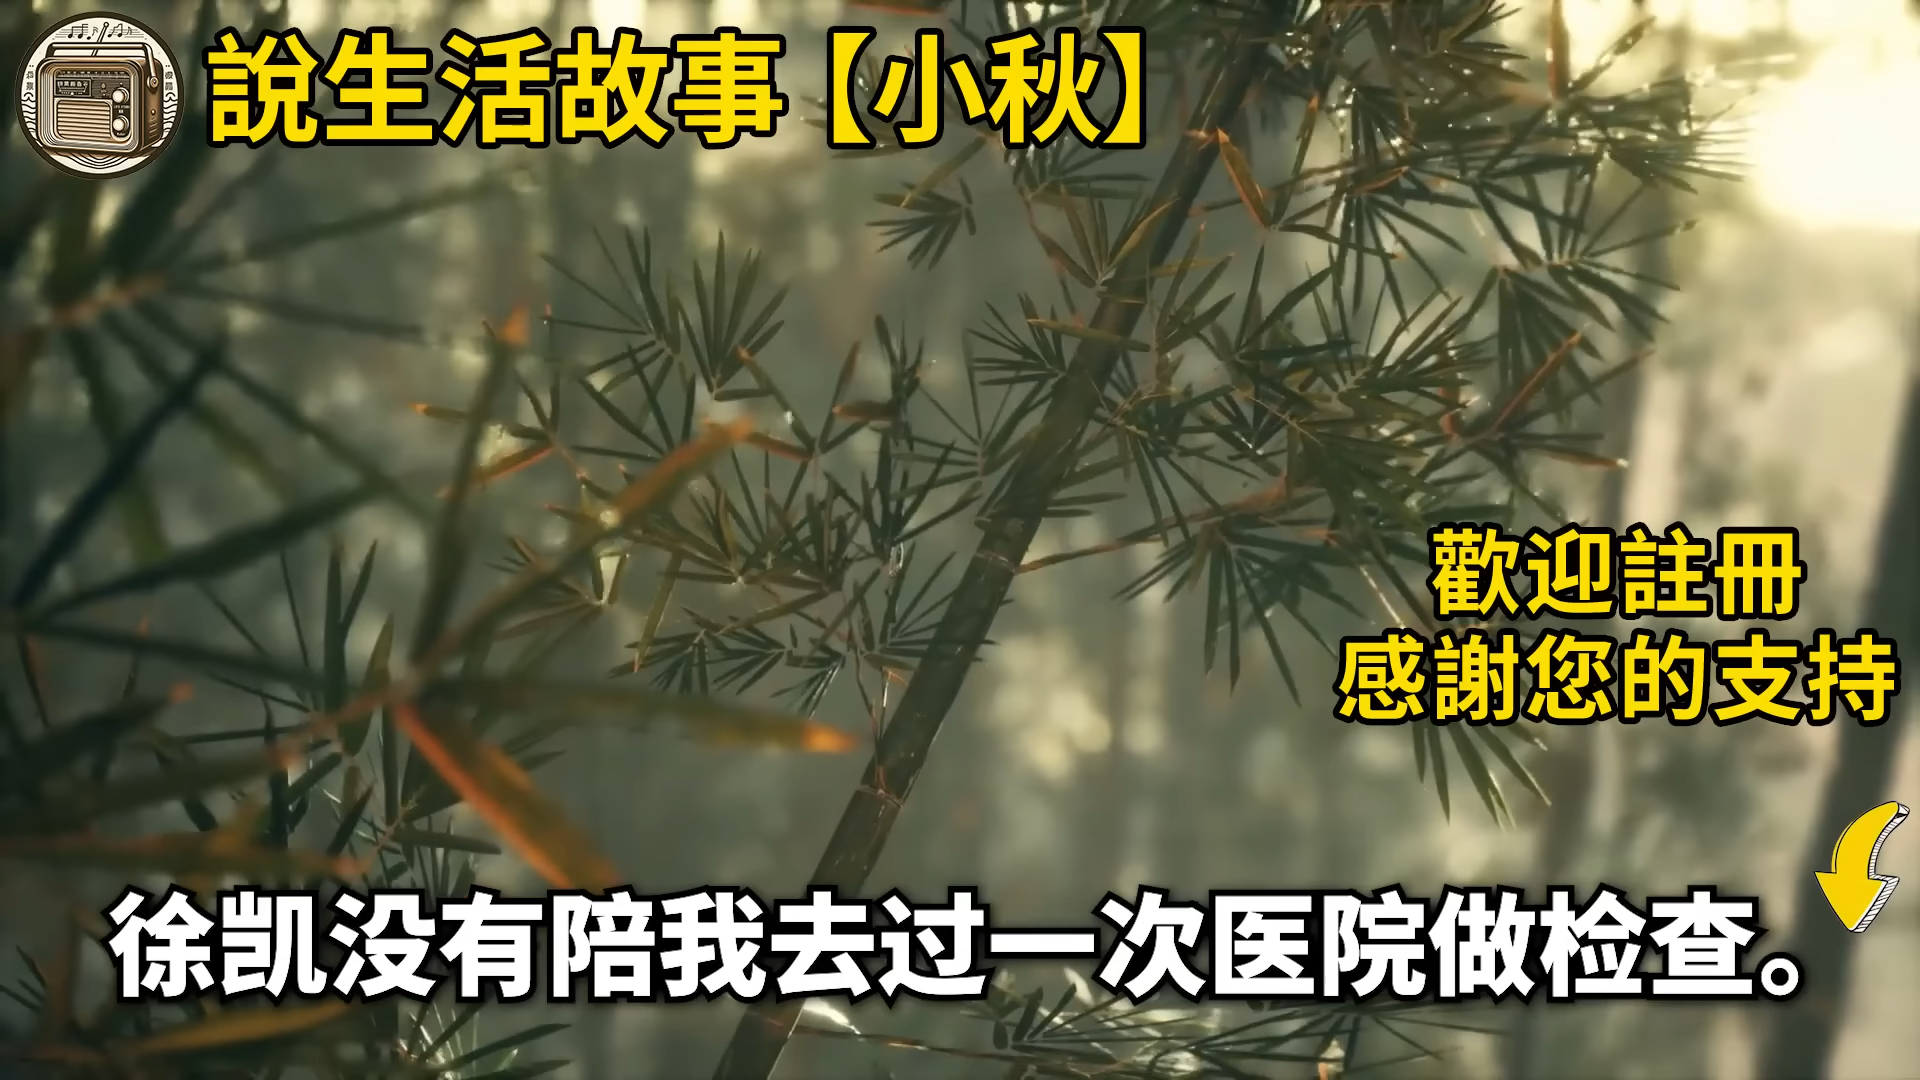 說生活故事【小秋】
歡迎註冊
感謝您的支持
徐凯没有陪我去过一次医院做检查。